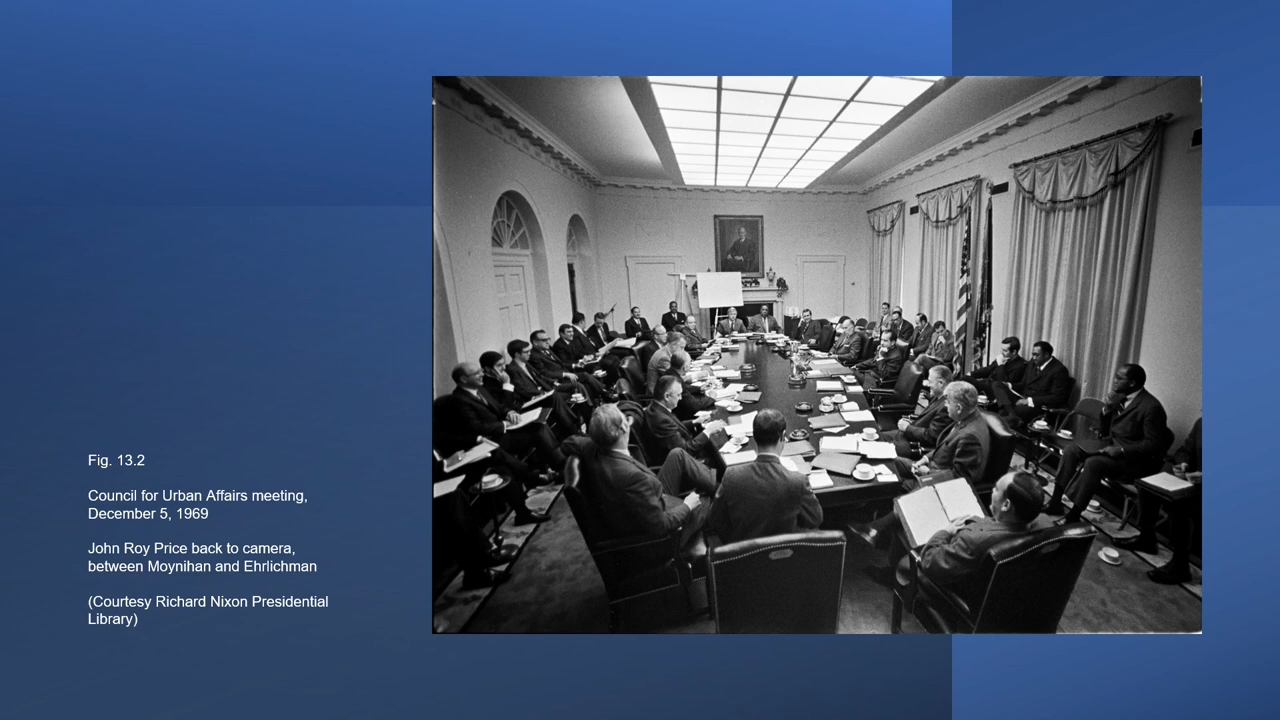 Fig. 13.2
Council for Urban Affairs meeting,
December 5, 1969
John Roy Price back to camera,
between Moynihan and Ehrlichman
(Courtesy Richard Nixon Presidential
Library)